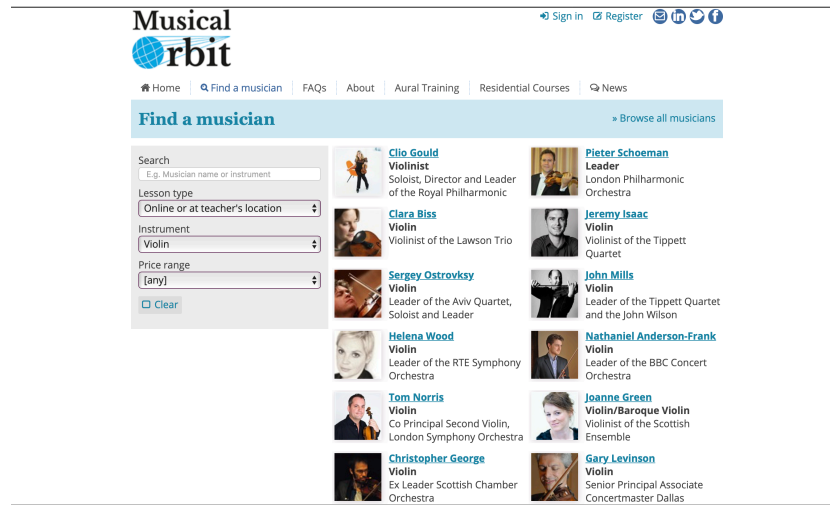 Musical
Orbit
Sign in Register
Home Find a musician FAQs About Aural Training Residential Courses News
Find a musician
» Browse all musicians
Search
E.g. Musician name or instrument
Lesson type
Online or at teacher's location
Instrument
Violin
Price range
[any]
Clear
Clio Gould
Violinist
Soloist, Director and Leader
of the Royal Philharmonic
Pieter Schoeman
Leader
London Philharmonic
Orchestra
Clara Biss
Violin
Violinist of the Lawson Trio
Jeremy Isaac
Violin
Violinist of the Tippett
Quartet
Sergey Ostrovksy
Violin
Leader of the Aviv Quartet,
Soloist and Leader
John Mills
Violin
Leader of the Tippett Quartet
and the John Wilson
Helena Wood
Violin
Leader of the RTE Symphony
Orchestra
Nathaniel Anderson-Frank
Violin
Leader of the BBC Concert
Orchestra
Tom Norris
Violin
Co Principal Second Violin,
London Symphony Orchestra
Joanne Green
Violin/Baroque Violin
Violinist of the Scottish
Ensemble
Christopher George
Violin
Ex Leader Scottish Chamber
Orchestra
Gary Levinson
Violin
Senior Principal Associate
Concertmaster Dallas